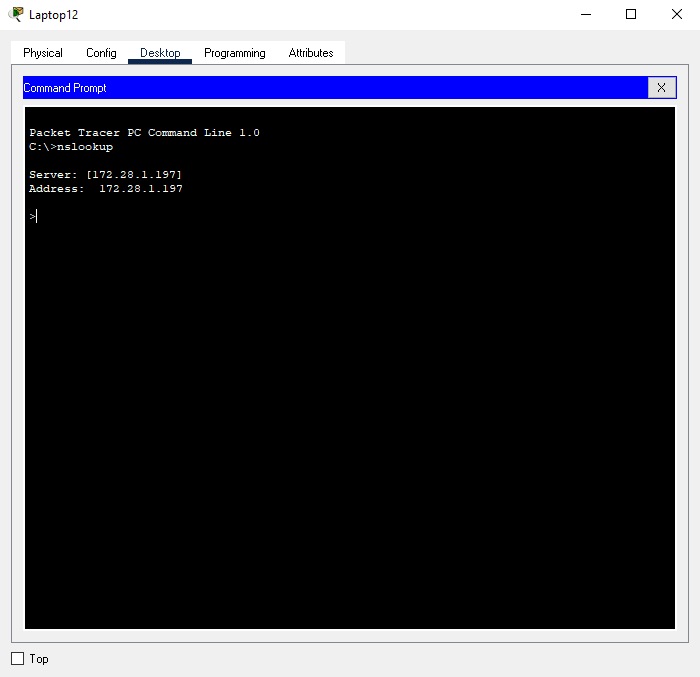 Laptop12
Physical Config Desktop Programming Attributes
Command Prompt X
Packet Tracer PC Command Line 1.0
C:\>nslookup
Server: [172.28.1.197]
Address:  172.28.1.197
>
Top